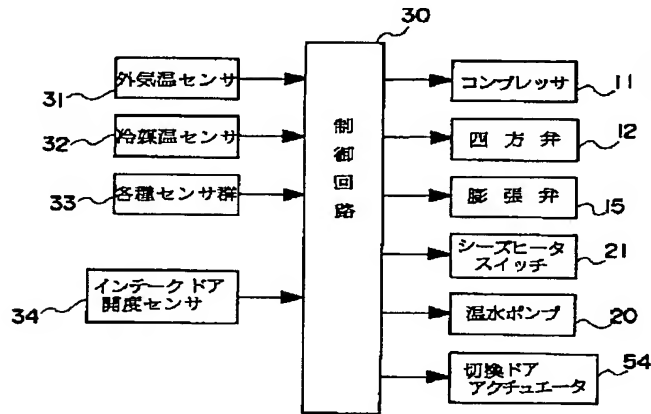 30
外気温センサ
31
冷媒温センサ
32
各種センサ群
33
インテーク ドア
開度センサ
34
制御回路
コンプレッサ
11
四方弁
12
膨張弁
15
シーズヒータ
スイッチ
21
温水ポンプ
20
切換ドア
アクチュエータ
54